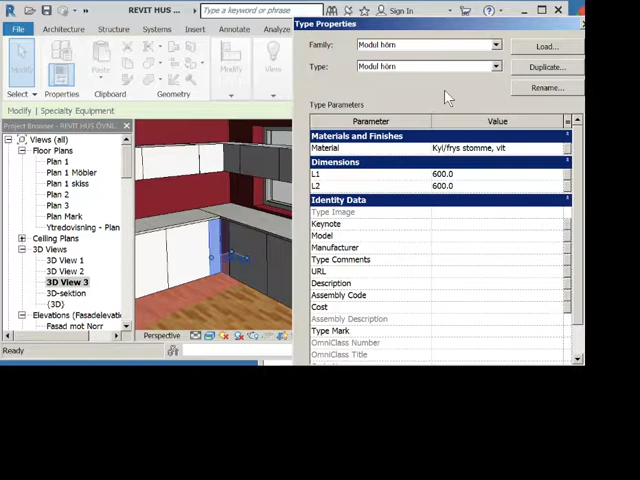 REVIT HUS ...
Type a keyword or phrase
Sign In
File
Architecture
Structure
Systems
Insert
Annotate
Analyze
Modify
Properties
Paste
Modify
View
Select
Properties
Clipboard
Geometry
Modify | Specialty Equipment
Project Browser - REVIT HUS ÖVNI...
Views (all)
Floor Plans
Plan 1
Plan 1 Möbler
Plan 1 skiss
Plan 2
Plan 3
Plan Mark
Ytredovisning - Plan
Ceiling Plans
3D Views
3D View 1
3D View 2
3D View 3
3D-sektion
{3D}
Elevations (Fasadelevation
Fasad mot Norr
Perspective
Ready
Type Properties
Family:
Modul hörn
Load...
Type:
Modul hörn
Duplicate...
Rename...
Type Parameters
Parameter
Value
=
Materials and Finishes
Material
Kyl/frys stomme, vit
Dimensions
L1
600.0
L2
600.0
Identity Data
Type Image
Keynote
Model
Manufacturer
Type Comments
URL
Description
Assembly Code
Cost
Assembly Description
Type Mark
OmniClass Number
OmniClass Title